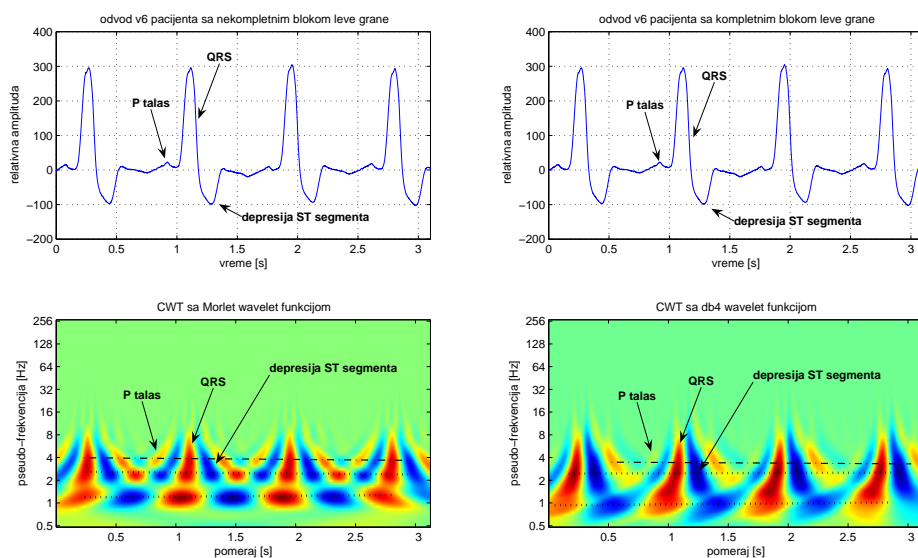 odvod v6 pacijenta sa nekompletnim blokom leve grane
400
300
200
100
0
−100
−200
relativna amplituda
QRS
P talas
depresija ST segmenta
0
0.5
1
1.5
2
2.5
3
vreme [s]
odvod v6 pacijenta sa kompletnim blokom leve grane
400
300
200
100
0
−100
−200
relativna amplituda
QRS
P talas
depresija ST segmenta
0
0.5
1
1.5
2
2.5
3
vreme [s]
CWT sa Morlet wavelet funkcijom
256
128
64
32
16
8
4
2
1
0.5
pseudo−frekvencija [Hz]
depresija ST segmenta
QRS
P talas
0
0.5
1
1.5
2
2.5
3
pomeraj [s]
CWT sa db4 wavelet funkcijom
256
128
64
32
16
8
4
2
1
0.5
pseudo−frekvencija [Hz]
depresija ST segmenta
QRS
P talas
0
0.5
1
1.5
2
2.5
3
pomeraj [s]